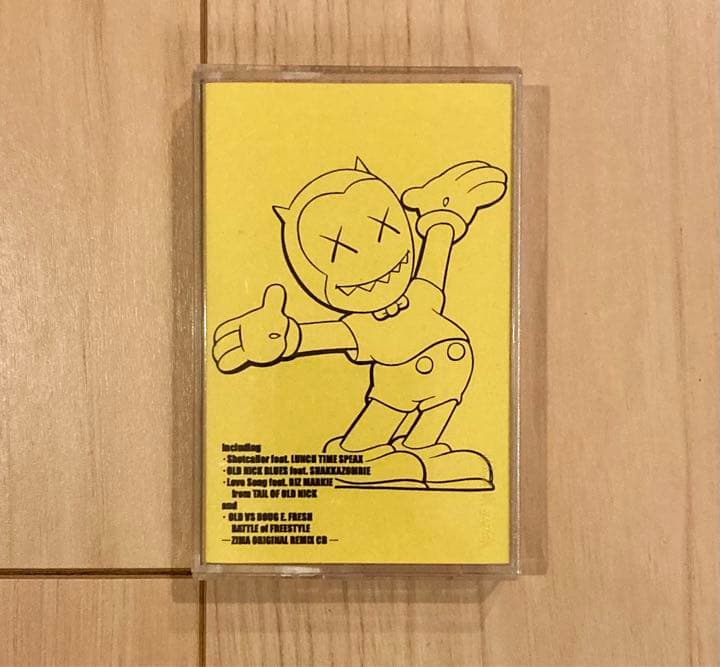 Including
・Shotcaller feat. LUNCH TIME SPEAX
・OLD NICK BLUES feat. SHAKKAZOMBIE
・Love Song feat. BIZ MARKIE
from TAIL OF OLD NICK
and
・OLD VS DOUG E. FRESH
BATTLE of FREESTYLE
—ZIMA ORIGINAL REMIX CD—